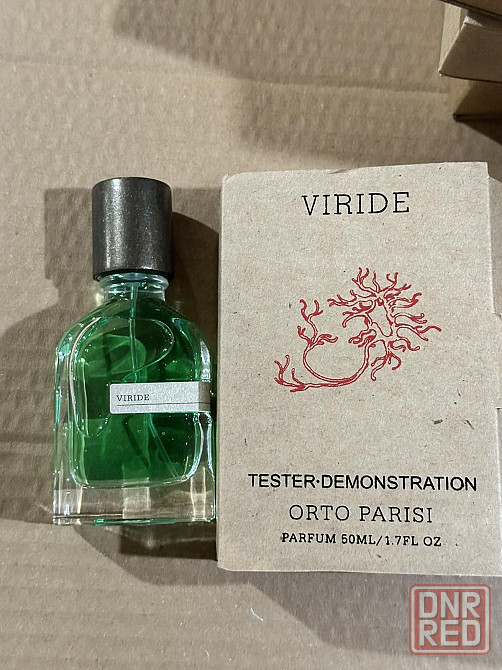 VIRIDE
VIRIDE
TESTER•DEMONSTRATION
ORTO PARISI
PARFUM 50ML/1.7FL OZ
DNR
RED